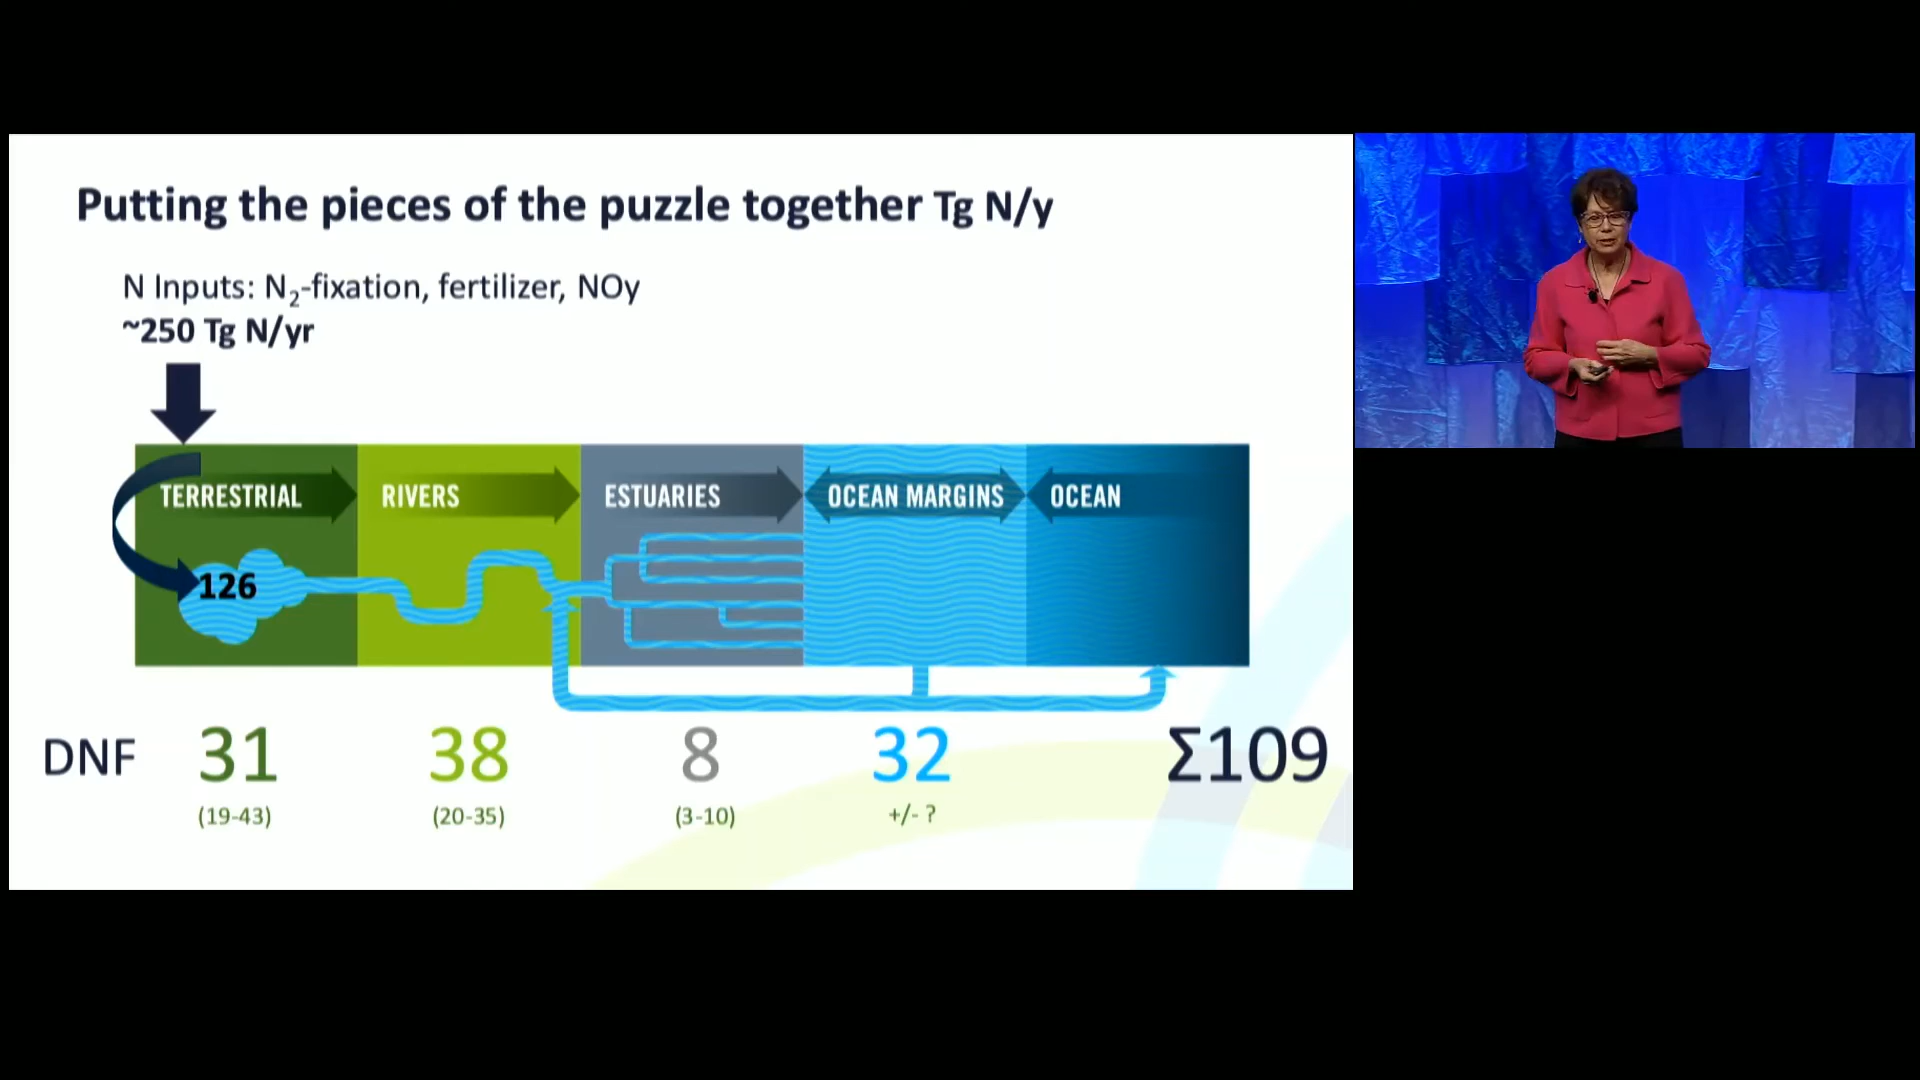 Putting the pieces of the puzzle together Tg N/y
N Inputs: N₂-fixation, fertilizer, NOy
~250 Tg N/yr
TERRESTRIAL
RIVERS
ESTUARIES
OCEAN MARGINS
OCEAN
126
DNF 31 38 8 32 Σ109
(19-43) (20-35) (3-10) +/- ?